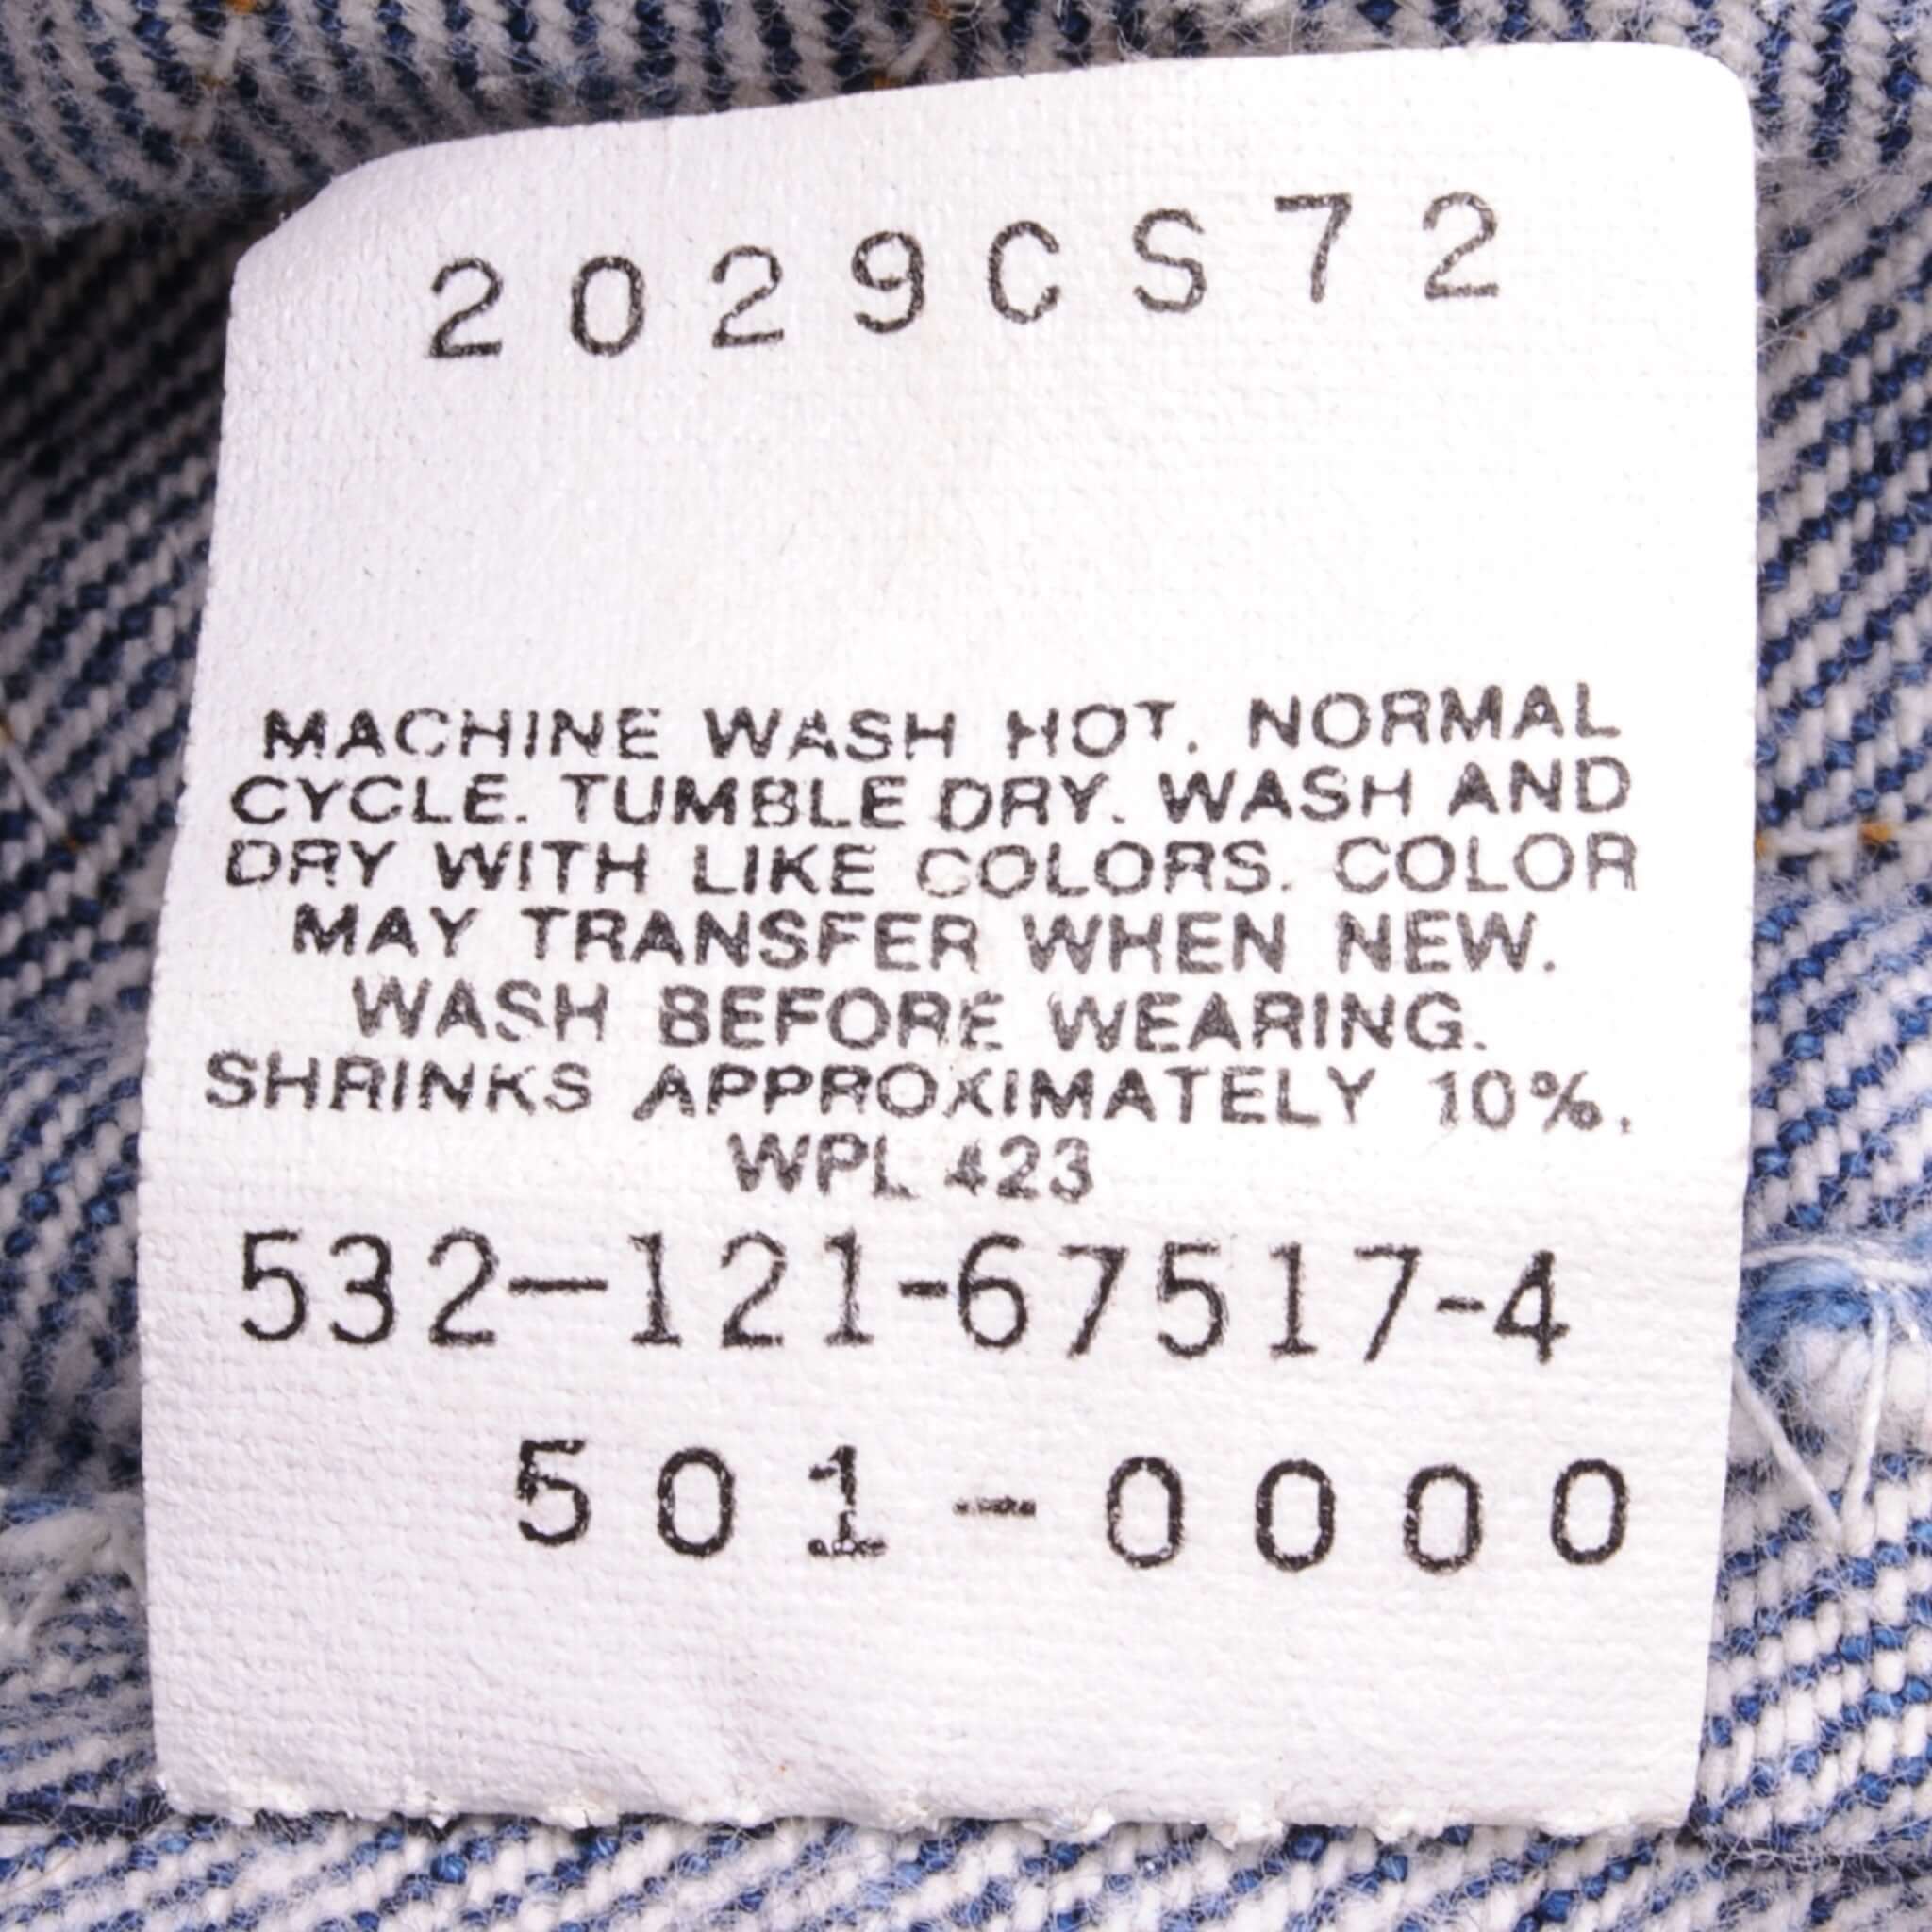 2029CS72
MACHINE WASH HOT. NORMAL
CYCLE. TUMBLE DRY. WASH AND
DRY WITH LIKE COLORS. COLOR
MAY TRANSFER WHEN NEW.
WASH BEFORE WEARING.
SHRINKS APPROXIMATELY 10%.
WPL 423
532-121-67517-4
501-0000